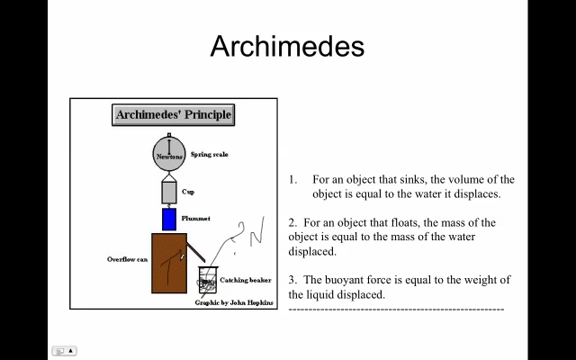 Archimedes
Archimedes' Principle
Newtons
Spring scale
Cup
Plummet
Overflow can
Catching beaker
Graphic by John Hopkins
? N
1. For an object that sinks, the volume of the
object is equal to the water it displaces.
2. For an object that floats, the mass of the
object is equal to the mass of the water
displaced.
3. The buoyant force is equal to the weight of
the liquid displaced.